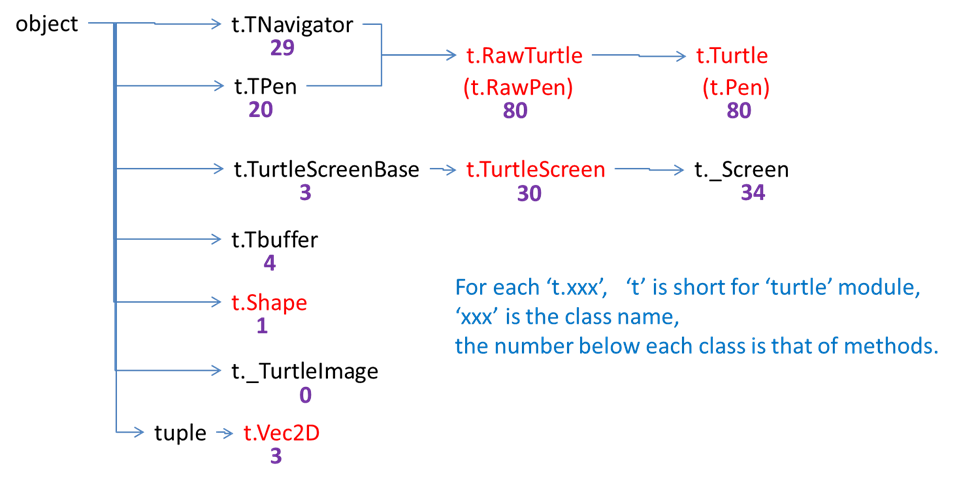 object
t.TNavigator
29
t.TPen
20
t.RawTurtle
(t.RawPen)
80
t.Turtle
(t.Pen)
80
t.TurtleScreenBase
3
t.TurtleScreen
30
t._Screen
34
t.Tbuffer
4
t.Shape
1
t._TurtleImage
0
tuple
t.Vec2D
3
For each ‘t.xxx’, ‘t’ is short for ‘turtle’ module,
‘xxx’ is the class name,
the number below each class is that of methods.